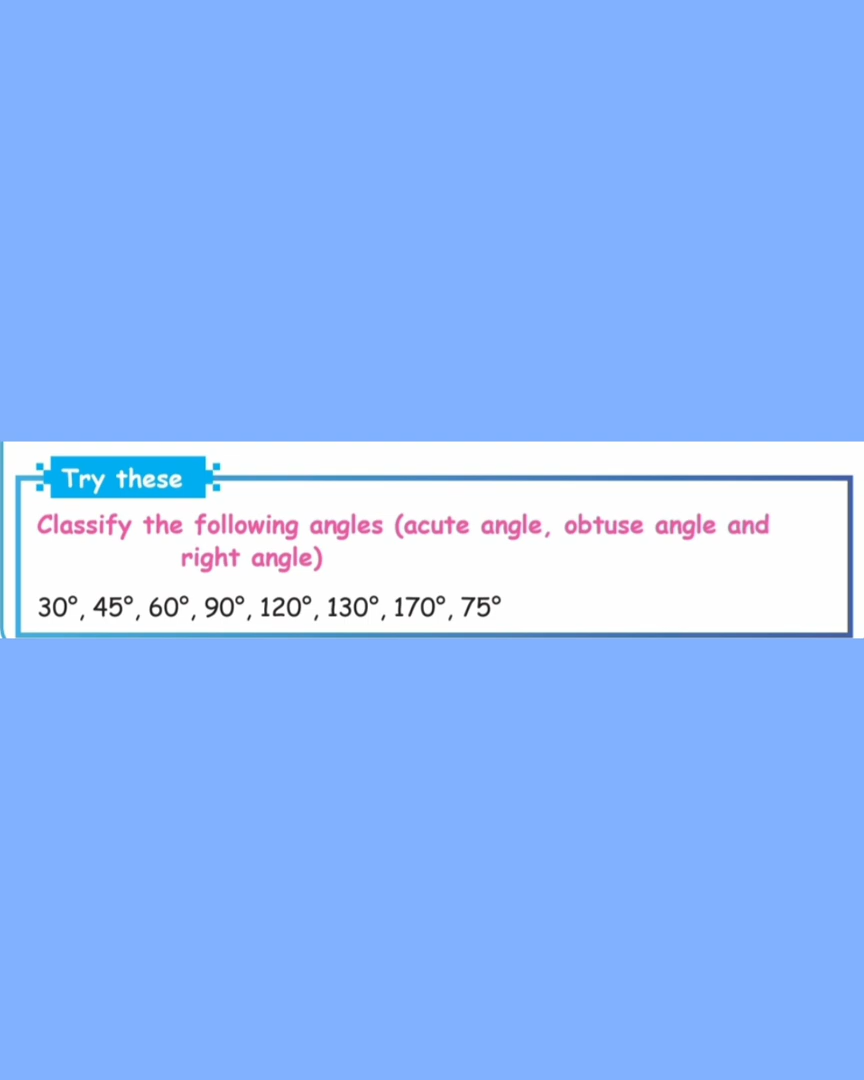 Try these
Classify the following angles (acute angle, obtuse angle and
right angle)
30°, 45°, 60°, 90°, 120°, 130°, 170°, 75°